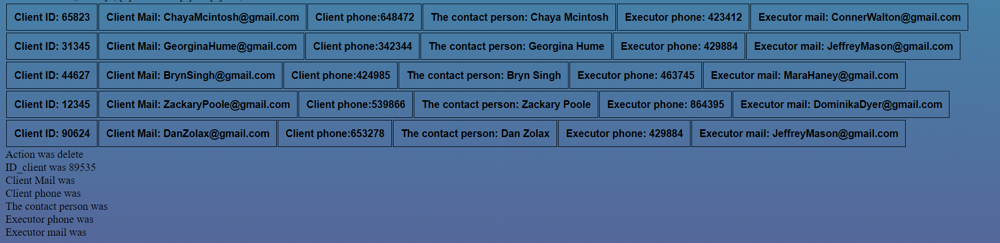 Client ID: 65823 Client Mail: ChayaMcintosh@gmail.com Client phone:648472 The contact person: Chaya Mcintosh Executor phone: 423412 Executor mail: ConnerWalton@gmail.com
Client ID: 31345 Client Mail: GeorginaHume@gmail.com Client phone:342344 The contact person: Georgina Hume Executor phone: 429884 Executor mail: JeffreyMason@gmail.com
Client ID: 44627 Client Mail: BrynSingh@gmail.com Client phone:424985 The contact person: Bryn Singh Executor phone: 463745 Executor mail: MaraHaney@gmail.com
Client ID: 12345 Client Mail: ZackaryPoole@gmail.com Client phone:539866 The contact person: Zackary Poole Executor phone: 864395 Executor mail: DominikaDyer@gmail.com
Client ID: 90624 Client Mail: DanZolax@gmail.com Client phone:653278 The contact person: Dan Zolax Executor phone: 429884 Executor mail: JeffreyMason@gmail.com
Action was delete
ID_client was 89535
Client Mail was
Client phone was
The contact person was
Executor phone was
Executor mail was